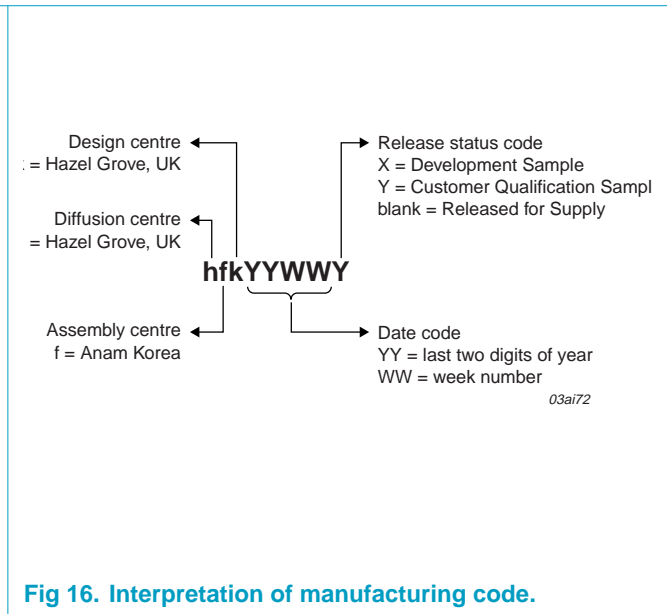 Design centre
= Hazel Grove, UK
Release status code
X = Development Sample
Y = Customer Qualification Sampl
blank = Released for Supply
Diffusion centre
= Hazel Grove, UK
hfkYYWWY
Assembly centre
f = Anam Korea
Date code
YY = last two digits of year
WW = week number
03ai72
Fig 16. Interpretation of manufacturing code.